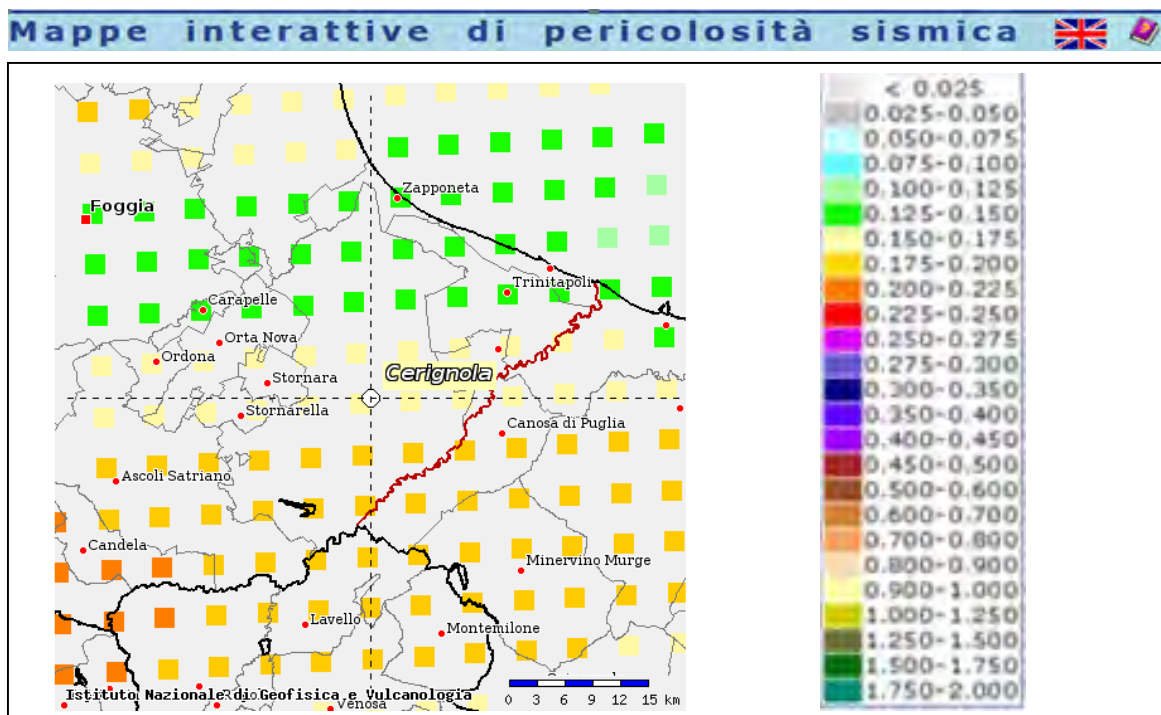 Mappe interattive di pericolosità sismica
Zapponeta
Foggia
Trinitapoli
Carapelle
Orta Nova
Ordona
Cerignola
Stornara
Stornarella
Canosa di Puglia
Ascoli Satriano
Candela
Minervino Murge
Lavello
Montemilone
Istituto Nazionale di Geofisica e Vulcanologia
Venosa
0 3 6 9 12 15 km
< 0.025
0.025-0.050
0.050-0.075
0.075-0.100
0.100-0.125
0.125-0.150
0.150-0.175
0.175-0.200
0.200-0.225
0.225-0.250
0.250-0.275
0.275-0.300
0.300-0.350
0.350-0.400
0.400-0.450
0.450-0.500
0.500-0.600
0.600-0.700
0.700-0.800
0.800-0.900
0.900-1.000
1.000-1.250
1.250-1.500
1.500-1.750
1.750-2.000